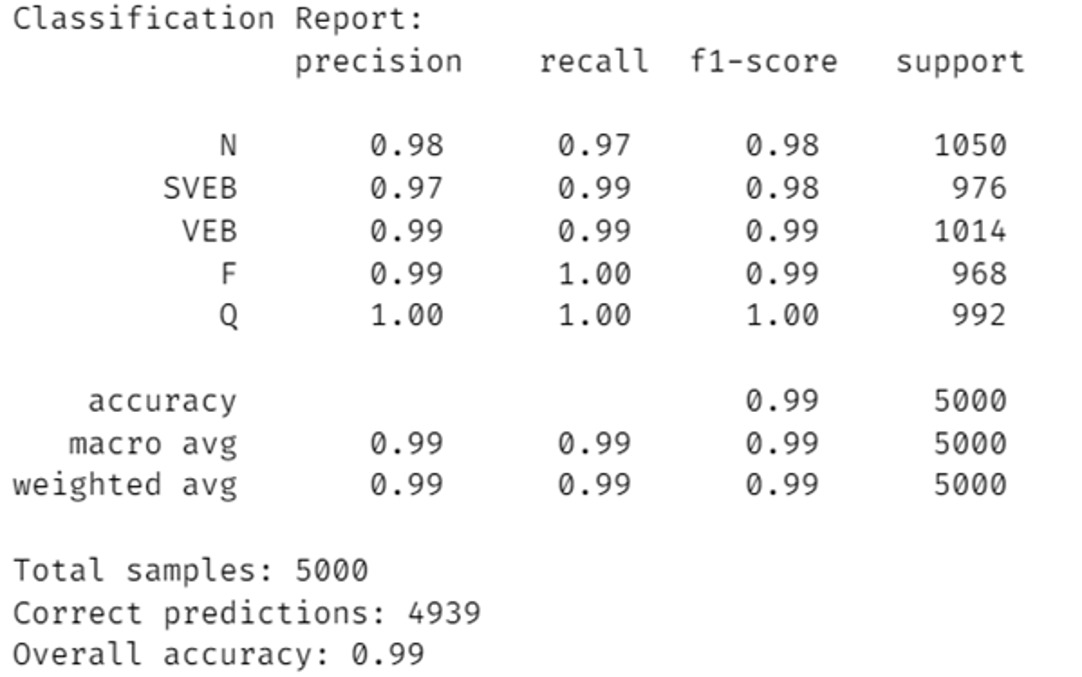 Classification Report:
precision recall f1-score support
N 0.98 0.97 0.98 1050
SVEB 0.97 0.99 0.98 976
VEB 0.99 0.99 0.99 1014
F 0.99 1.00 0.99 968
Q 1.00 1.00 1.00 992
accuracy 0.99 5000
macro avg 0.99 0.99 0.99 5000
weighted avg 0.99 0.99 0.99 5000
Total samples: 5000
Correct predictions: 4939
Overall accuracy: 0.99